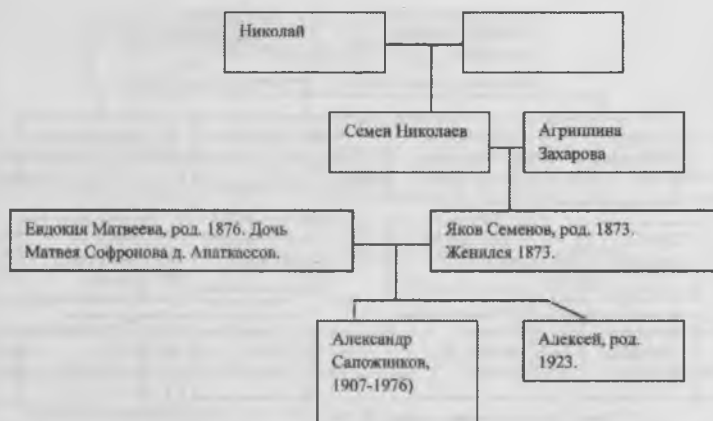 Николай
Семен Николаев
Агриппина
Захарова
Евдокия Матвеева, род. 1876. Дочь
Матвея Софронова д. Апаткассов.
Яков Семенов, род. 1873.
Женился 1873.
Александр
Сапожников,
1907-1976)
Алексей, род.
1923.